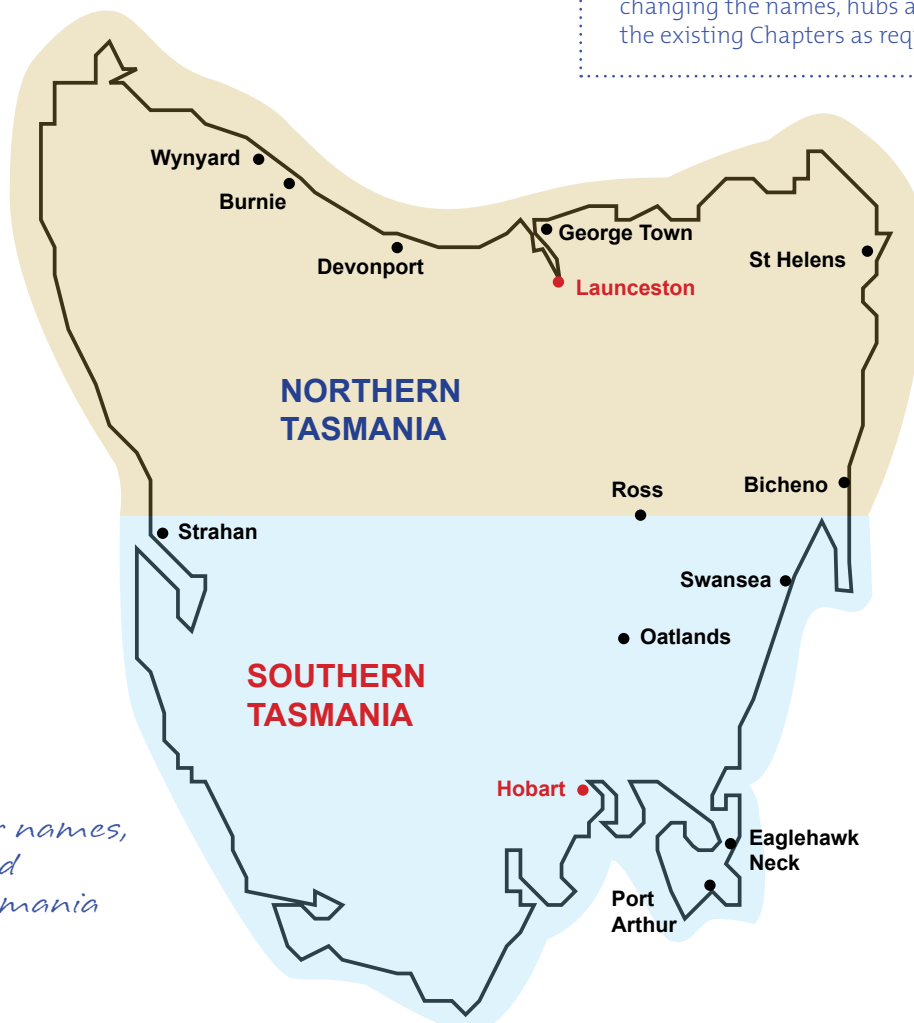 changing the names, hubs a
the existing Chapters as req
Wynyard
Burnie
Devonport
George Town
Launceston
St Helens
NORTHERN
TASMANIA
Ross
Bicheno
Strahan
Swansea
Oatlands
SOUTHERN
TASMANIA
Hobart
names,
Eaglehawk
Neck
Port
Arthur